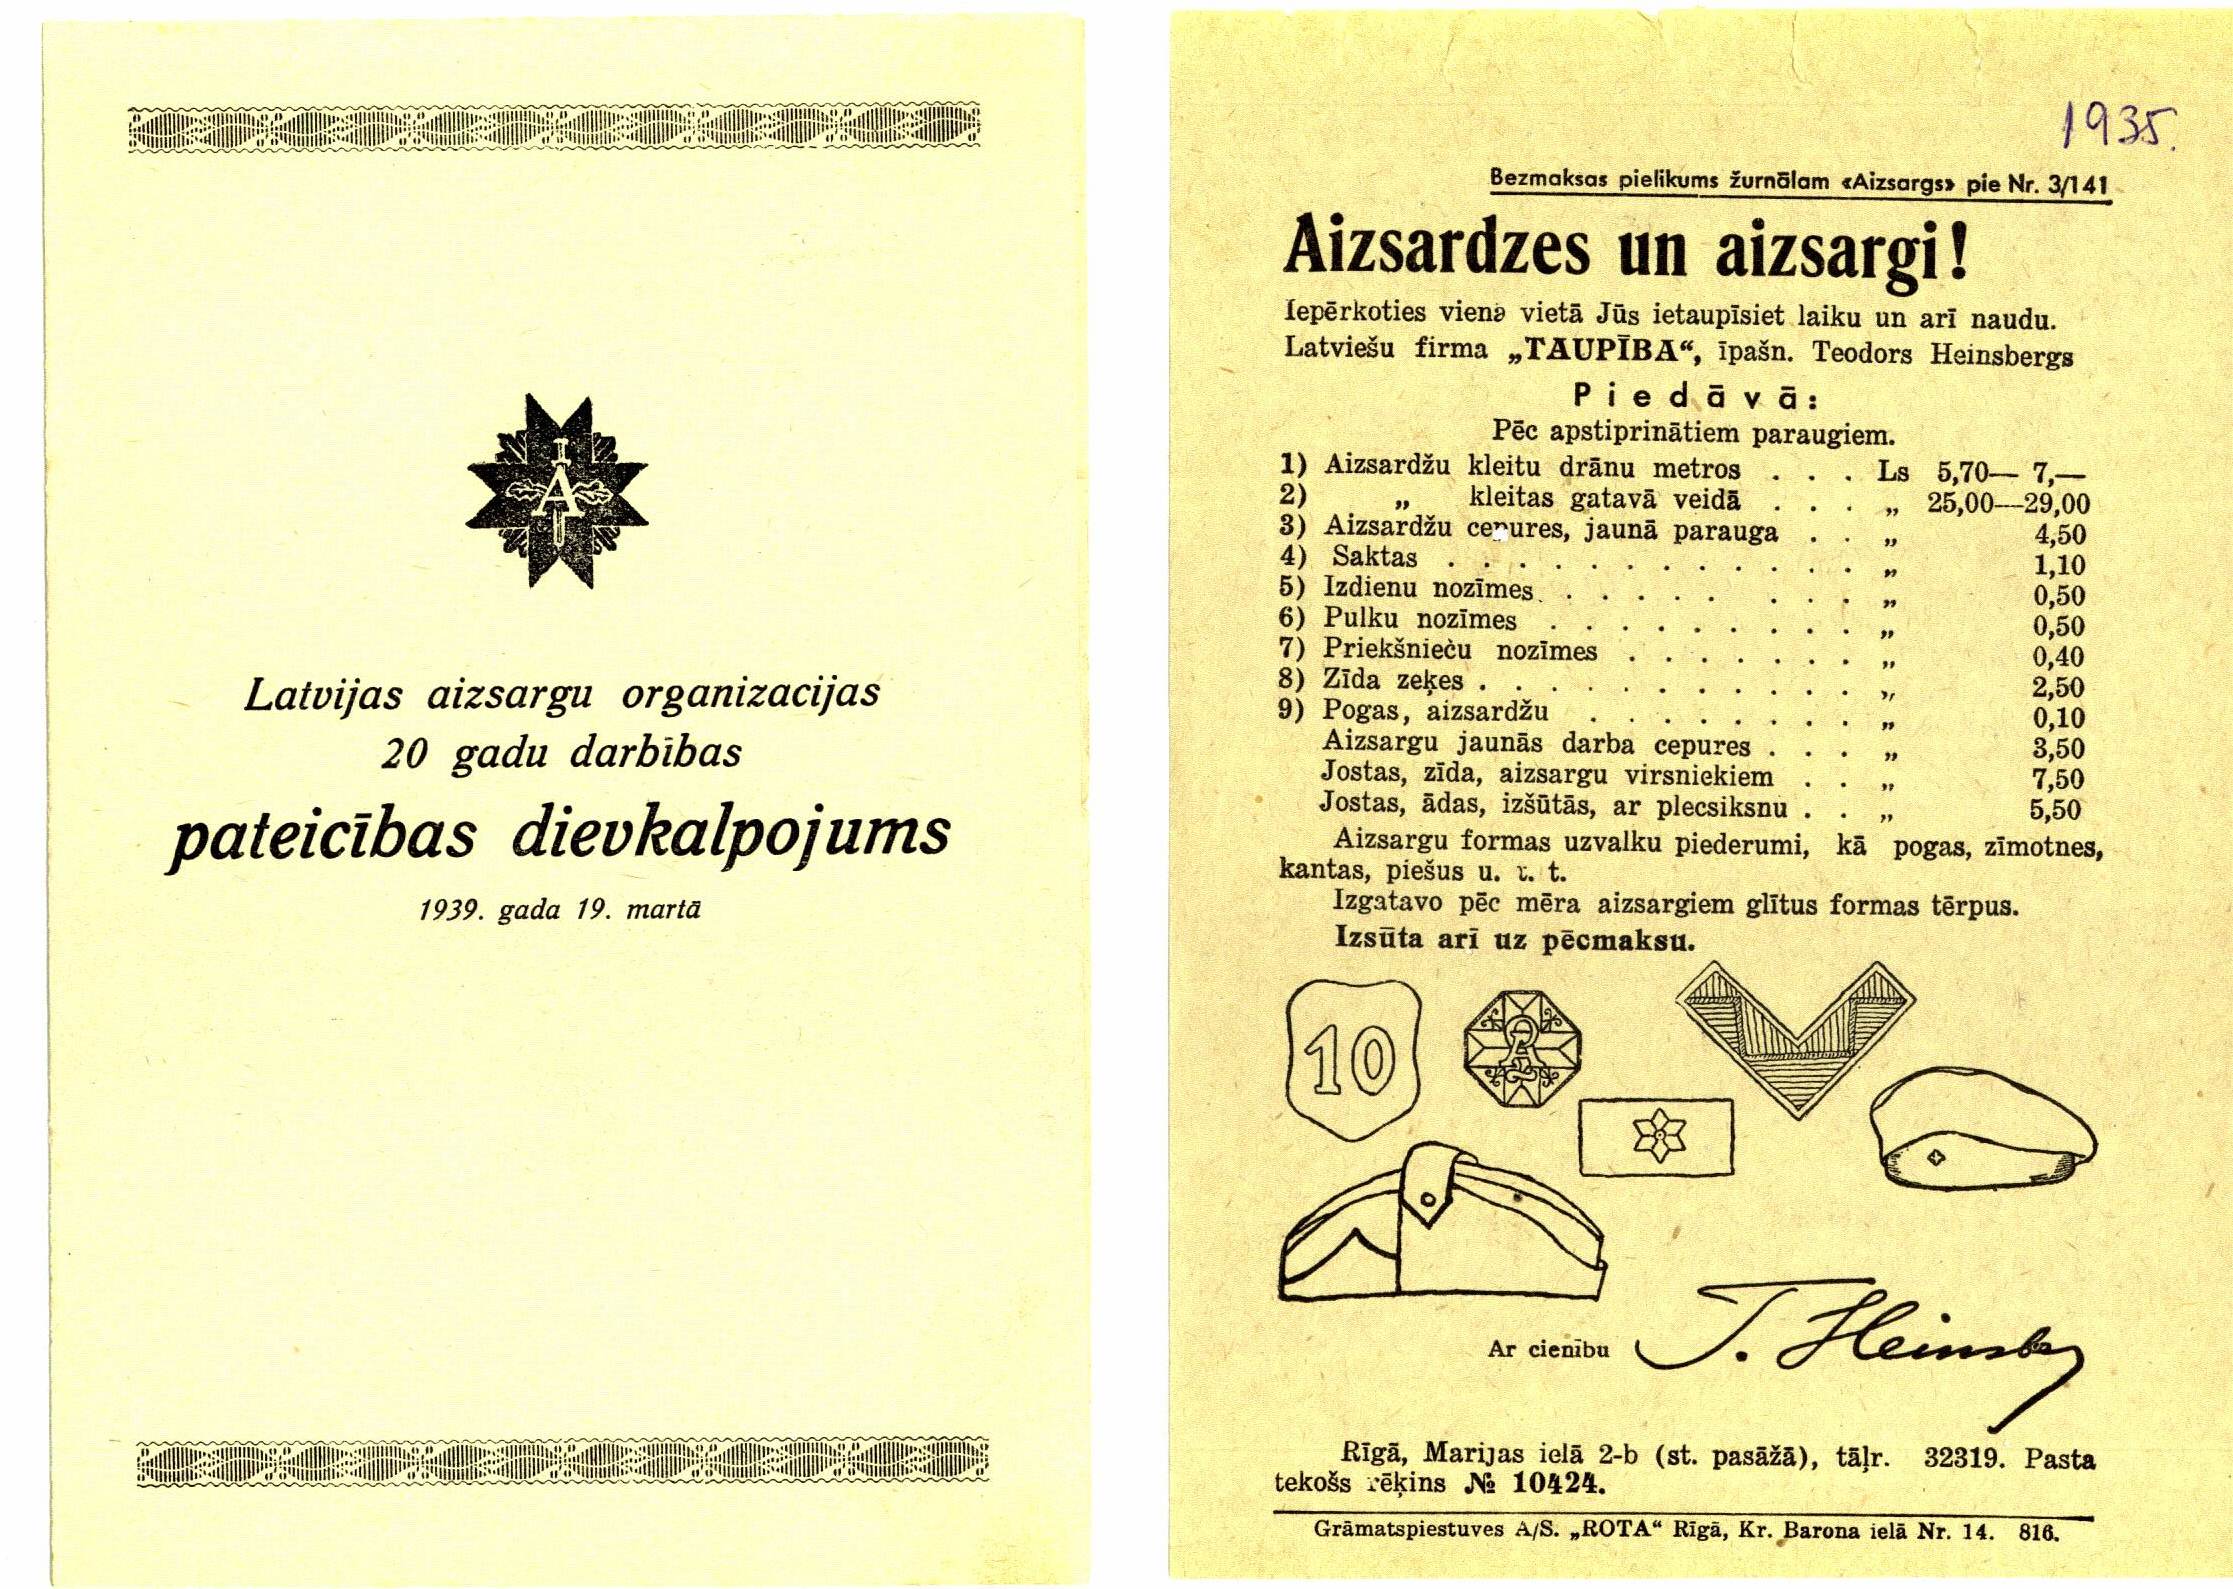 Latvijas aizsargu organizacijas
20 gadu darbības
pateicības dievkalpojums
1939. gada 19. martā
1935.
Bezmaksas pielikums žurnālam «Aizsargs» pie Nr. 3/141
Aizsardzes un aizsargi!
Iepērkoties vienā vietā Jūs ietaupīsiet laiku un arī naudu.
Latviešu firma „TAUPĪBA“, īpašn. Teodors Heinsbergs
Piedāvā:
Pēc apstiprinātiem paraugiem.
1) Aizsardžu kleitu drānu metros . . . Ls 5,70— 7,—
2) „ kleitas gatavā veidā . . . „ 25,00—29,00
3) Aizsardžu cepures, jaunā parauga . . „ 4,50
4) Saktas . . . . . . . . . . . . „ 1,10
5) Izdienu nozīmes . . . . . . . . „ 0,50
6) Pulku nozīmes . . . . . . . . . . „ 0,50
7) Priekšnieču nozīmes . . . . . . . „ 0,40
8) Zīda zeķes . . . . . . . . . . . „ 2,50
9) Pogas, aizsardžu . . . . . . . . „ 0,10
Aizsargu jaunās darba cepures . . . „ 3,50
Jostas, zīda, aizsargu virsniekiem . . „ 7,50
Jostas, ādas, izšūtās, ar plecsiksnu . . „ 5,50
Aizsargu formas uzvalku piederumi, kā pogas, zīmotnes,
kantas, piešus u. t. t.
Izgatavo pēc mēra aizsargiem glītus formas tērpus.
Izsūta arī uz pēcmaksu.
10
Ar cienību T. Heinsbg
Rīgā, Marijas ielā 2-b (st. pasāžā), tāļr. 32319. Pasta
tekošs rēķins № 10424.
Grāmatspiestuves A/S. „ROTA“ Rīgā, Kr. Barona ielā Nr. 14. 816.